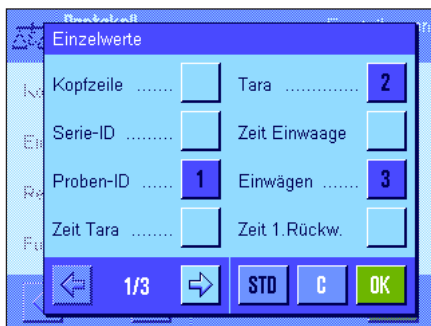 Protokoll
Einzelwerte
Kopfzeile ....... Tara .............. 2
Serie-ID ......... Zeit Einwaage
Proben-ID ...... 1 Einwägen ....... 3
Zeit Tara ........ Zeit 1.Rückw.
1/3 STD C OK